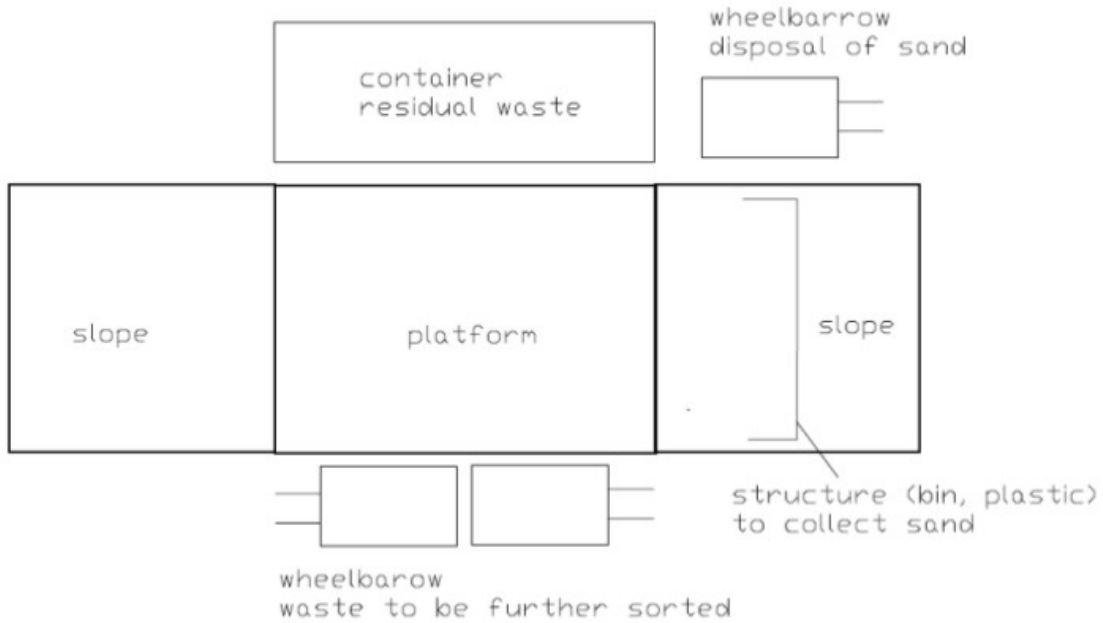 wheelbarrow
disposal of sand
container
residual waste
slope
platform
slope
structure (bin, plastic)
to collect sand
wheelbarow
waste to be further sorted